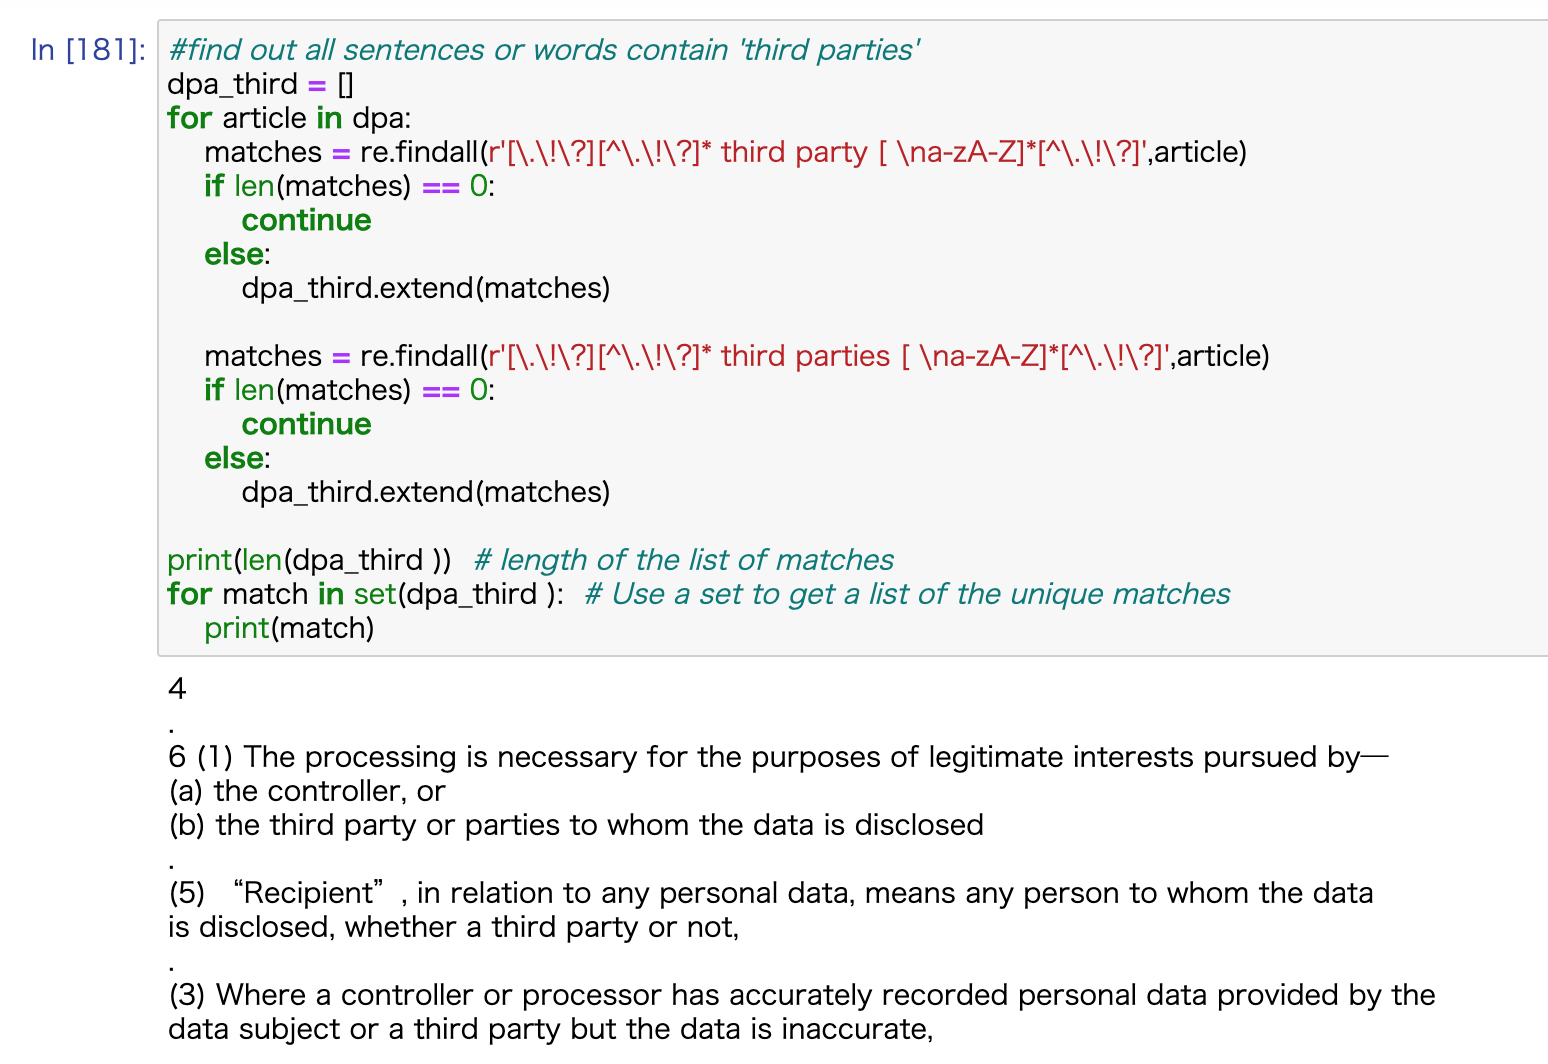 In [181]: #find out all sentences or words contain 'third parties'
dpa_third = []
for article in dpa:
    matches = re.findall(r'[\.\!\?][^\.\!\?]* third party [ \na-zA-Z]*[^\.\!\?]',article)
    if len(matches) == 0:
        continue
    else:
        dpa_third.extend(matches)
    matches = re.findall(r'[\.\!\?][^\.\!\?]* third parties [ \na-zA-Z]*[^\.\!\?]',article)
    if len(matches) == 0:
        continue
    else:
        dpa_third.extend(matches)
print(len(dpa_third ))  # length of the list of matches
for match in set(dpa_third ):  # Use a set to get a list of the unique matches
    print(match)
4
.
6 (1) The processing is necessary for the purposes of legitimate interests pursued by—
(a) the controller, or
(b) the third party or parties to whom the data is disclosed
.
(5) “Recipient” , in relation to any personal data, means any person to whom the data
is disclosed, whether a third party or not,
.
(3) Where a controller or processor has accurately recorded personal data provided by the
data subject or a third party but the data is inaccurate,